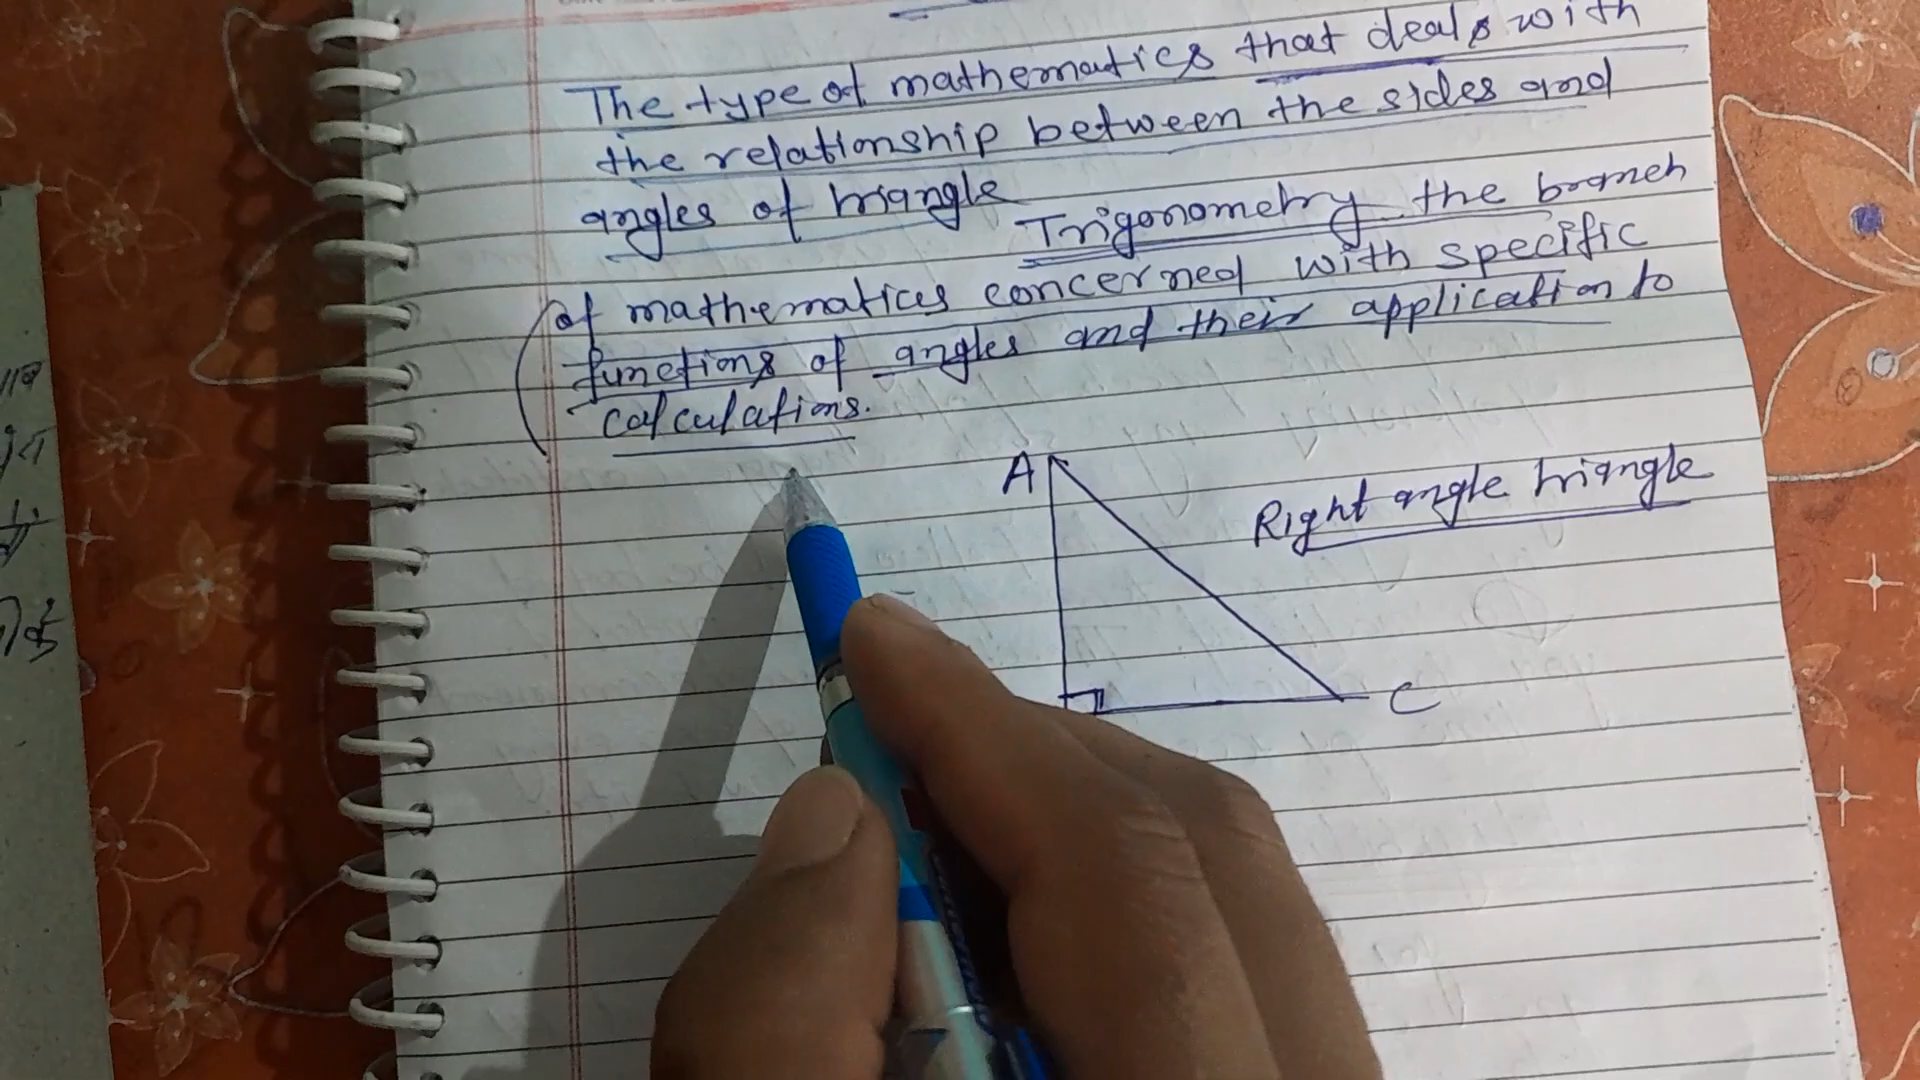 The type of mathematics that deals with
the relationship between the sides and
angles of triangle
Trigonometry the branch
of mathematices concerned with specific
functions of angles and their application to
calculations.
A
Right angle triangle
C